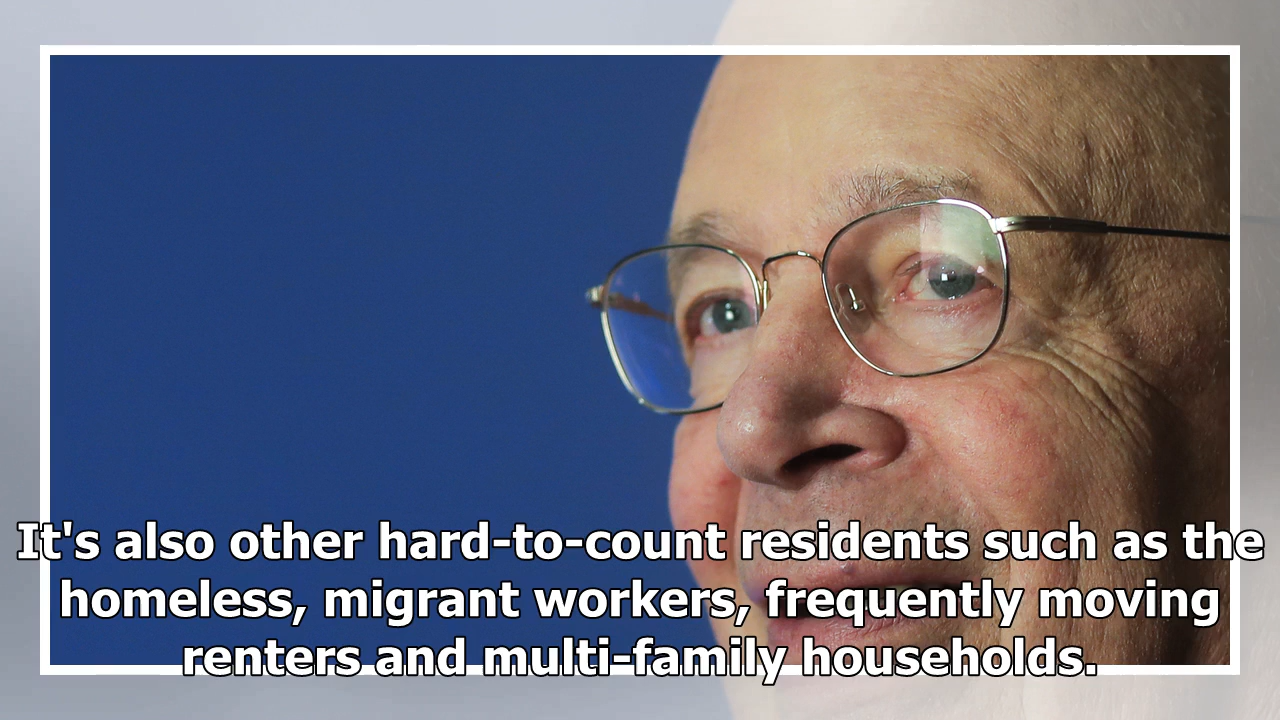 It's also other hard-to-count residents such as the
homeless, migrant workers, frequently moving
renters and multi-family households.